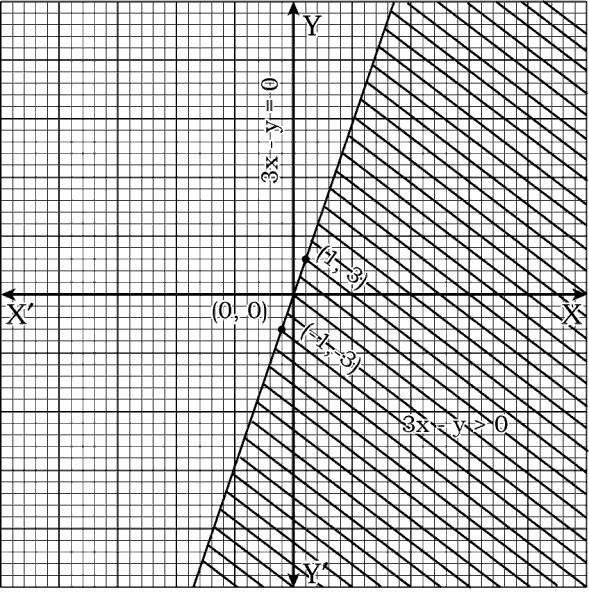 Y
3x - y = 0
(1, 3)
X′
(0, 0)
X
(-1,-3)
3x - y > 0
Y′